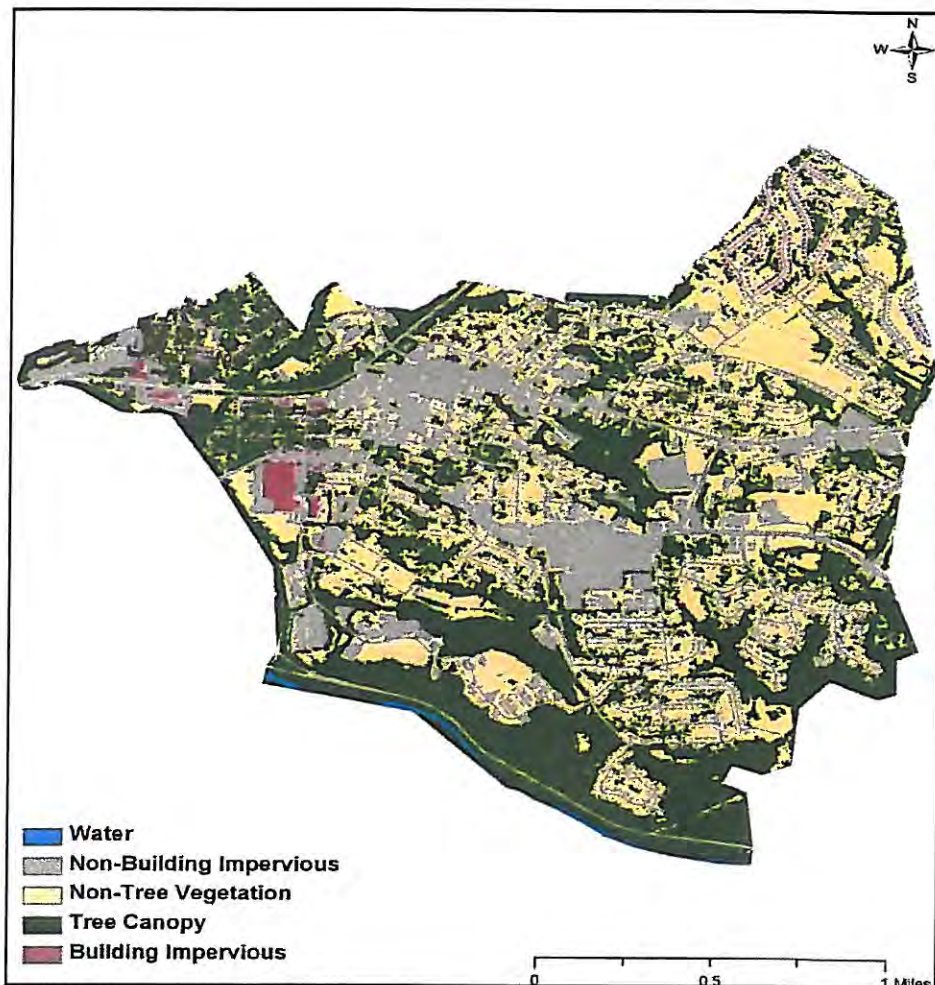 N
W
S
Water
Non-Building Impervious
Non-Tree Vegetation
Tree Canopy
Building Impervious
0 0.5 1 Miles